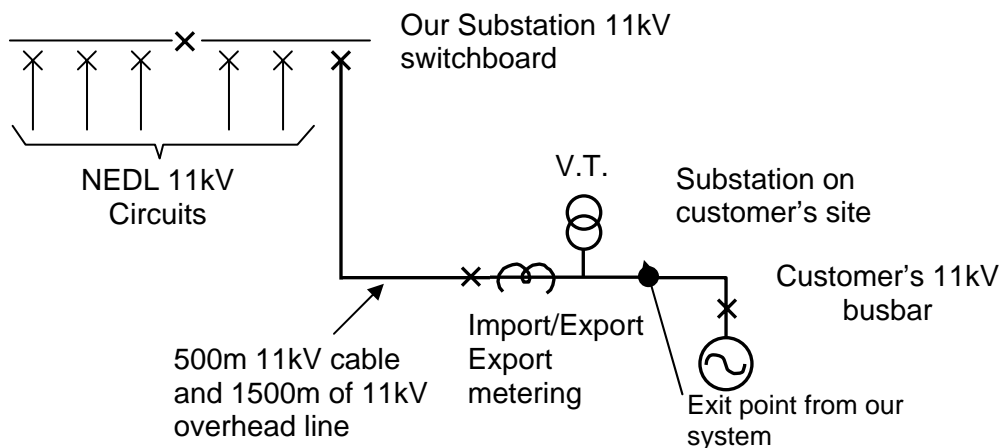 Our Substation 11kV
switchboard
NEDL 11kV
Circuits
V.T.
Substation on
customer’s site
Customer’s 11kV
busbar
Import/Export
Export
metering
500m 11kV cable
and 1500m of 11kV
overhead line
Exit point from our
system